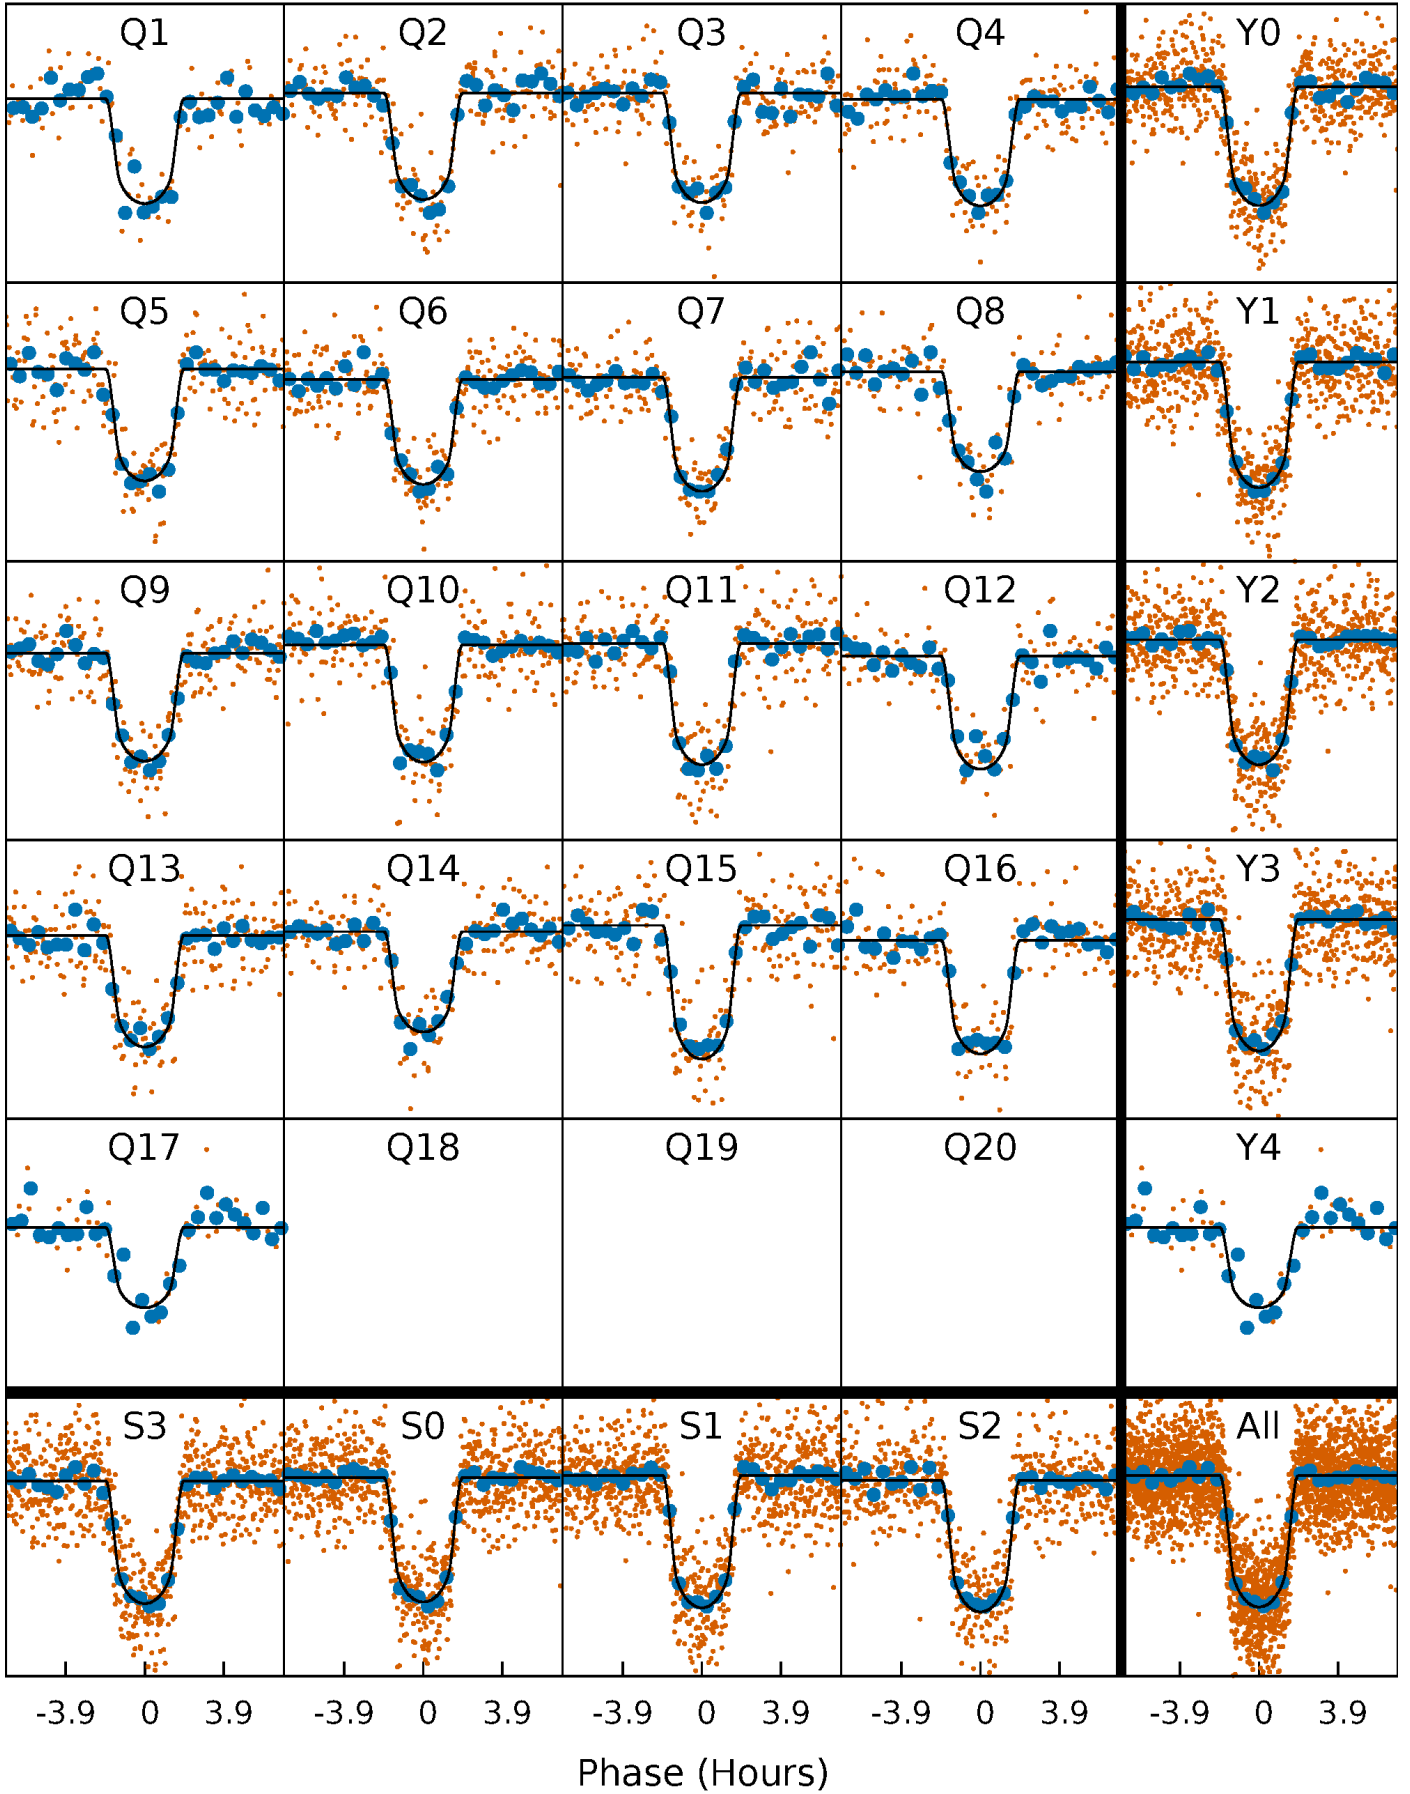 Q1 Q2 Q3 Q4 Y0
Q5 Q6 Q7 Q8 Y1
Q9 Q10 Q11 Q12 Y2
Q13 Q14 Q15 Q16 Y3
Q17 Q18 Q19 Q20 Y4
S3 S0 S1 S2 All
-3.9 0 3.9 -3.9 0 3.9 -3.9 0 3.9 -3.9 0 3.9 -3.9 0 3.9
Phase (Hours)